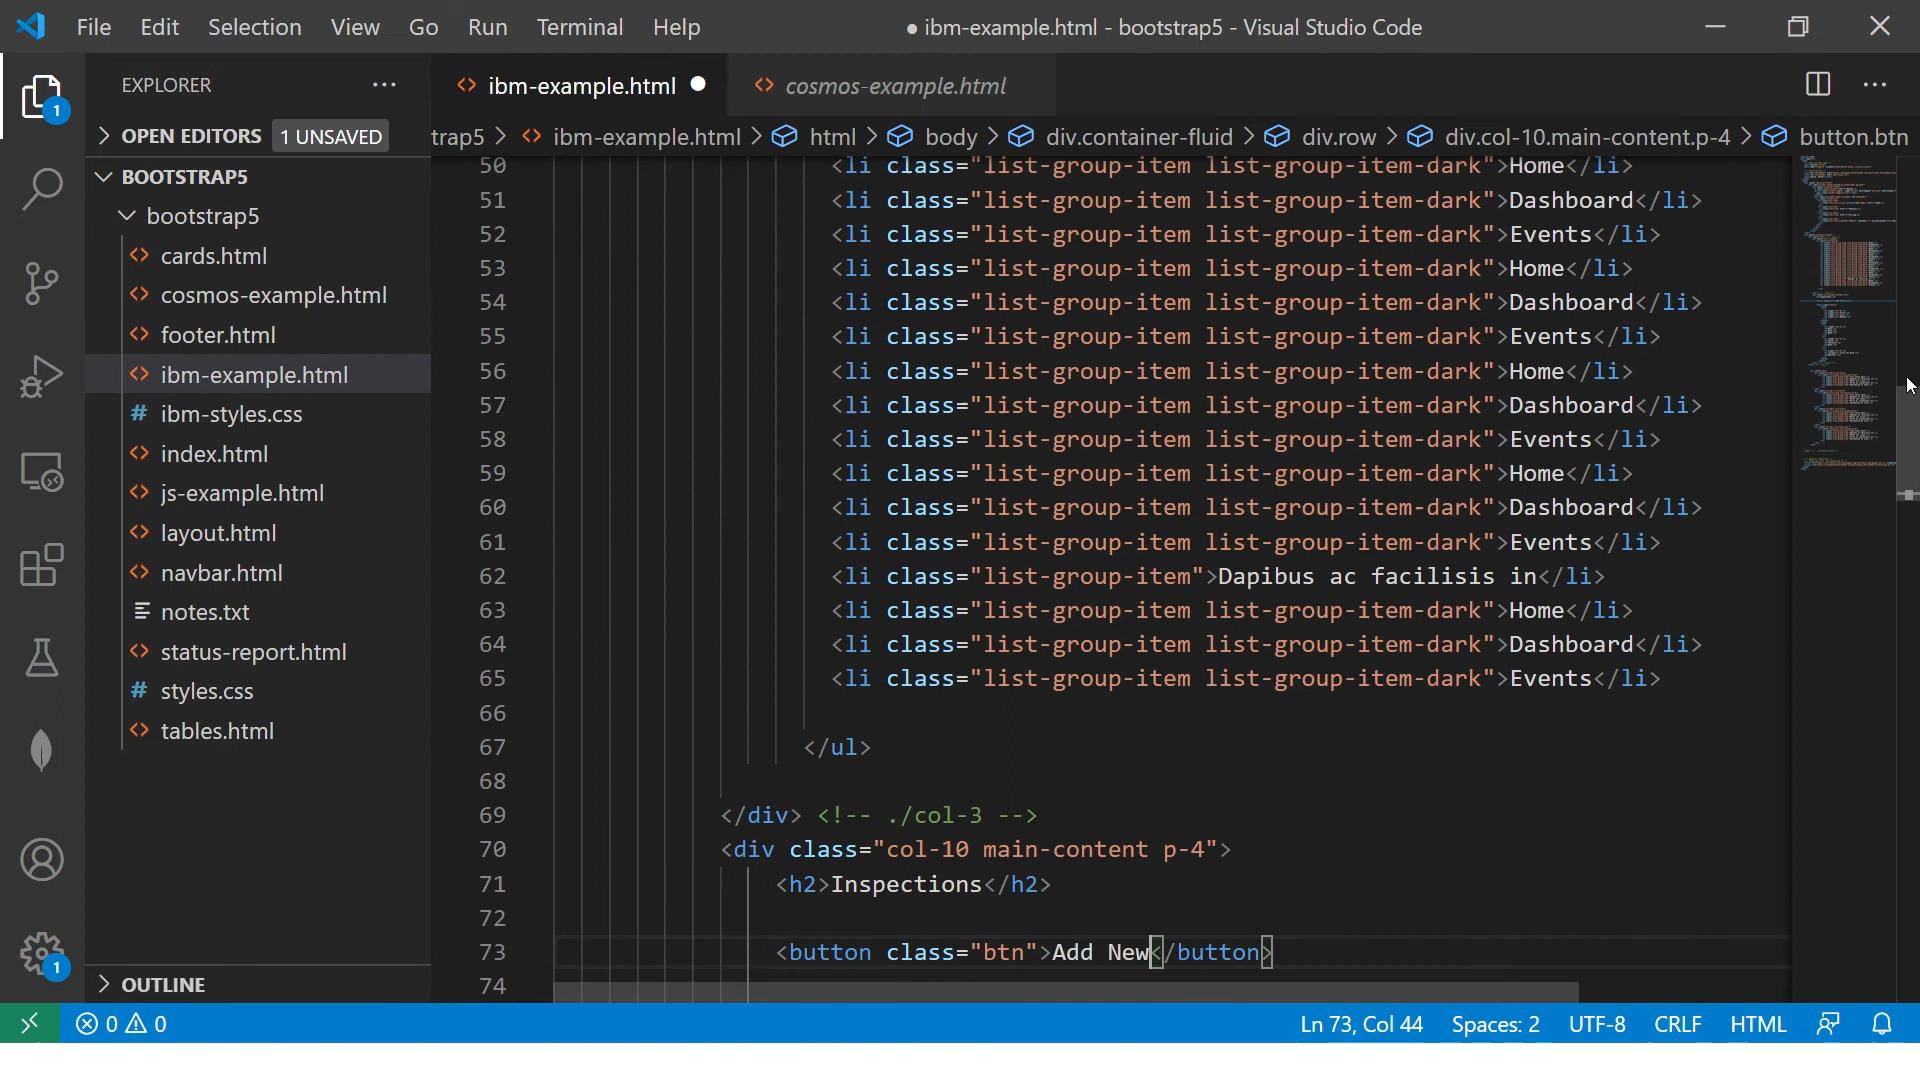 File Edit Selection View Go Run Terminal Help
● ibm-example.html - bootstrap5 - Visual Studio Code
EXPLORER
OPEN EDITORS 1 UNSAVED
BOOTSTRAP5
bootstrap5
cards.html
cosmos-example.html
footer.html
ibm-example.html
ibm-styles.css
index.html
js-example.html
layout.html
navbar.html
notes.txt
status-report.html
styles.css
tables.html
OUTLINE
1
1
ibm-example.html
cosmos-example.html
trap5 > ibm-example.html > html > body > div.container-fluid > div.row > div.col-10.main-content.p-4 > button.btn
50 <li class="list-group-item list-group-item-dark">Home</li>
51 <li class="list-group-item list-group-item-dark">Dashboard</li>
52 <li class="list-group-item list-group-item-dark">Events</li>
53 <li class="list-group-item list-group-item-dark">Home</li>
54 <li class="list-group-item list-group-item-dark">Dashboard</li>
55 <li class="list-group-item list-group-item-dark">Events</li>
56 <li class="list-group-item list-group-item-dark">Home</li>
57 <li class="list-group-item list-group-item-dark">Dashboard</li>
58 <li class="list-group-item list-group-item-dark">Events</li>
59 <li class="list-group-item list-group-item-dark">Home</li>
60 <li class="list-group-item list-group-item-dark">Dashboard</li>
61 <li class="list-group-item list-group-item-dark">Events</li>
62 <li class="list-group-item">Dapibus ac facilisis in</li>
63 <li class="list-group-item list-group-item-dark">Home</li>
64 <li class="list-group-item list-group-item-dark">Dashboard</li>
65 <li class="list-group-item list-group-item-dark">Events</li>
66
67 </ul>
68
69 </div> <!-- ./col-3 -->
70 <div class="col-10 main-content p-4">
71 <h2>Inspections</h2>
72
73 <button class="btn">Add New</button>
74
0 0
Ln 73, Col 44 Spaces: 2 UTF-8 CRLF HTML